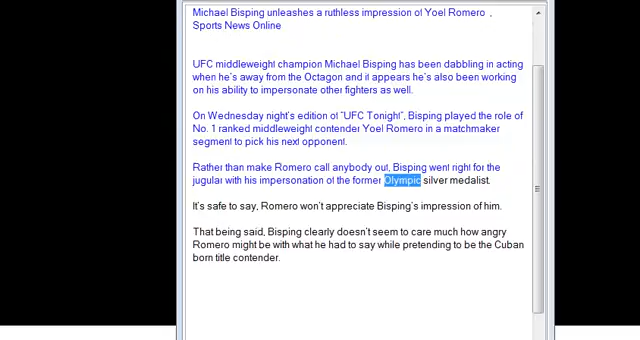 Michael Bisping unleashes a ruthless impression of Yoel Romero ,
Sports News Online
UFC middleweight champion Michael Bisping has been dabbling in acting
when he's away from the Octagon and it appears he's also been working
on his ability to impersonate other fighters as well.
On Wednesday night's edition of "UFC Tonight", Bisping played the role of
No. 1 ranked middleweight contender Yoel Romero in a matchmaker
segment to pick his next opponent.
Rather than make Romero call anybody out, Bisping went right for the
jugular with his impersonation of the former Olympic silver medalist.
It's safe to say, Romero won't appreciate Bisping's impression of him.
That being said, Bisping clearly doesn't seem to care much how angry
Romero might be with what he had to say while pretending to be the Cuban
born title contender.